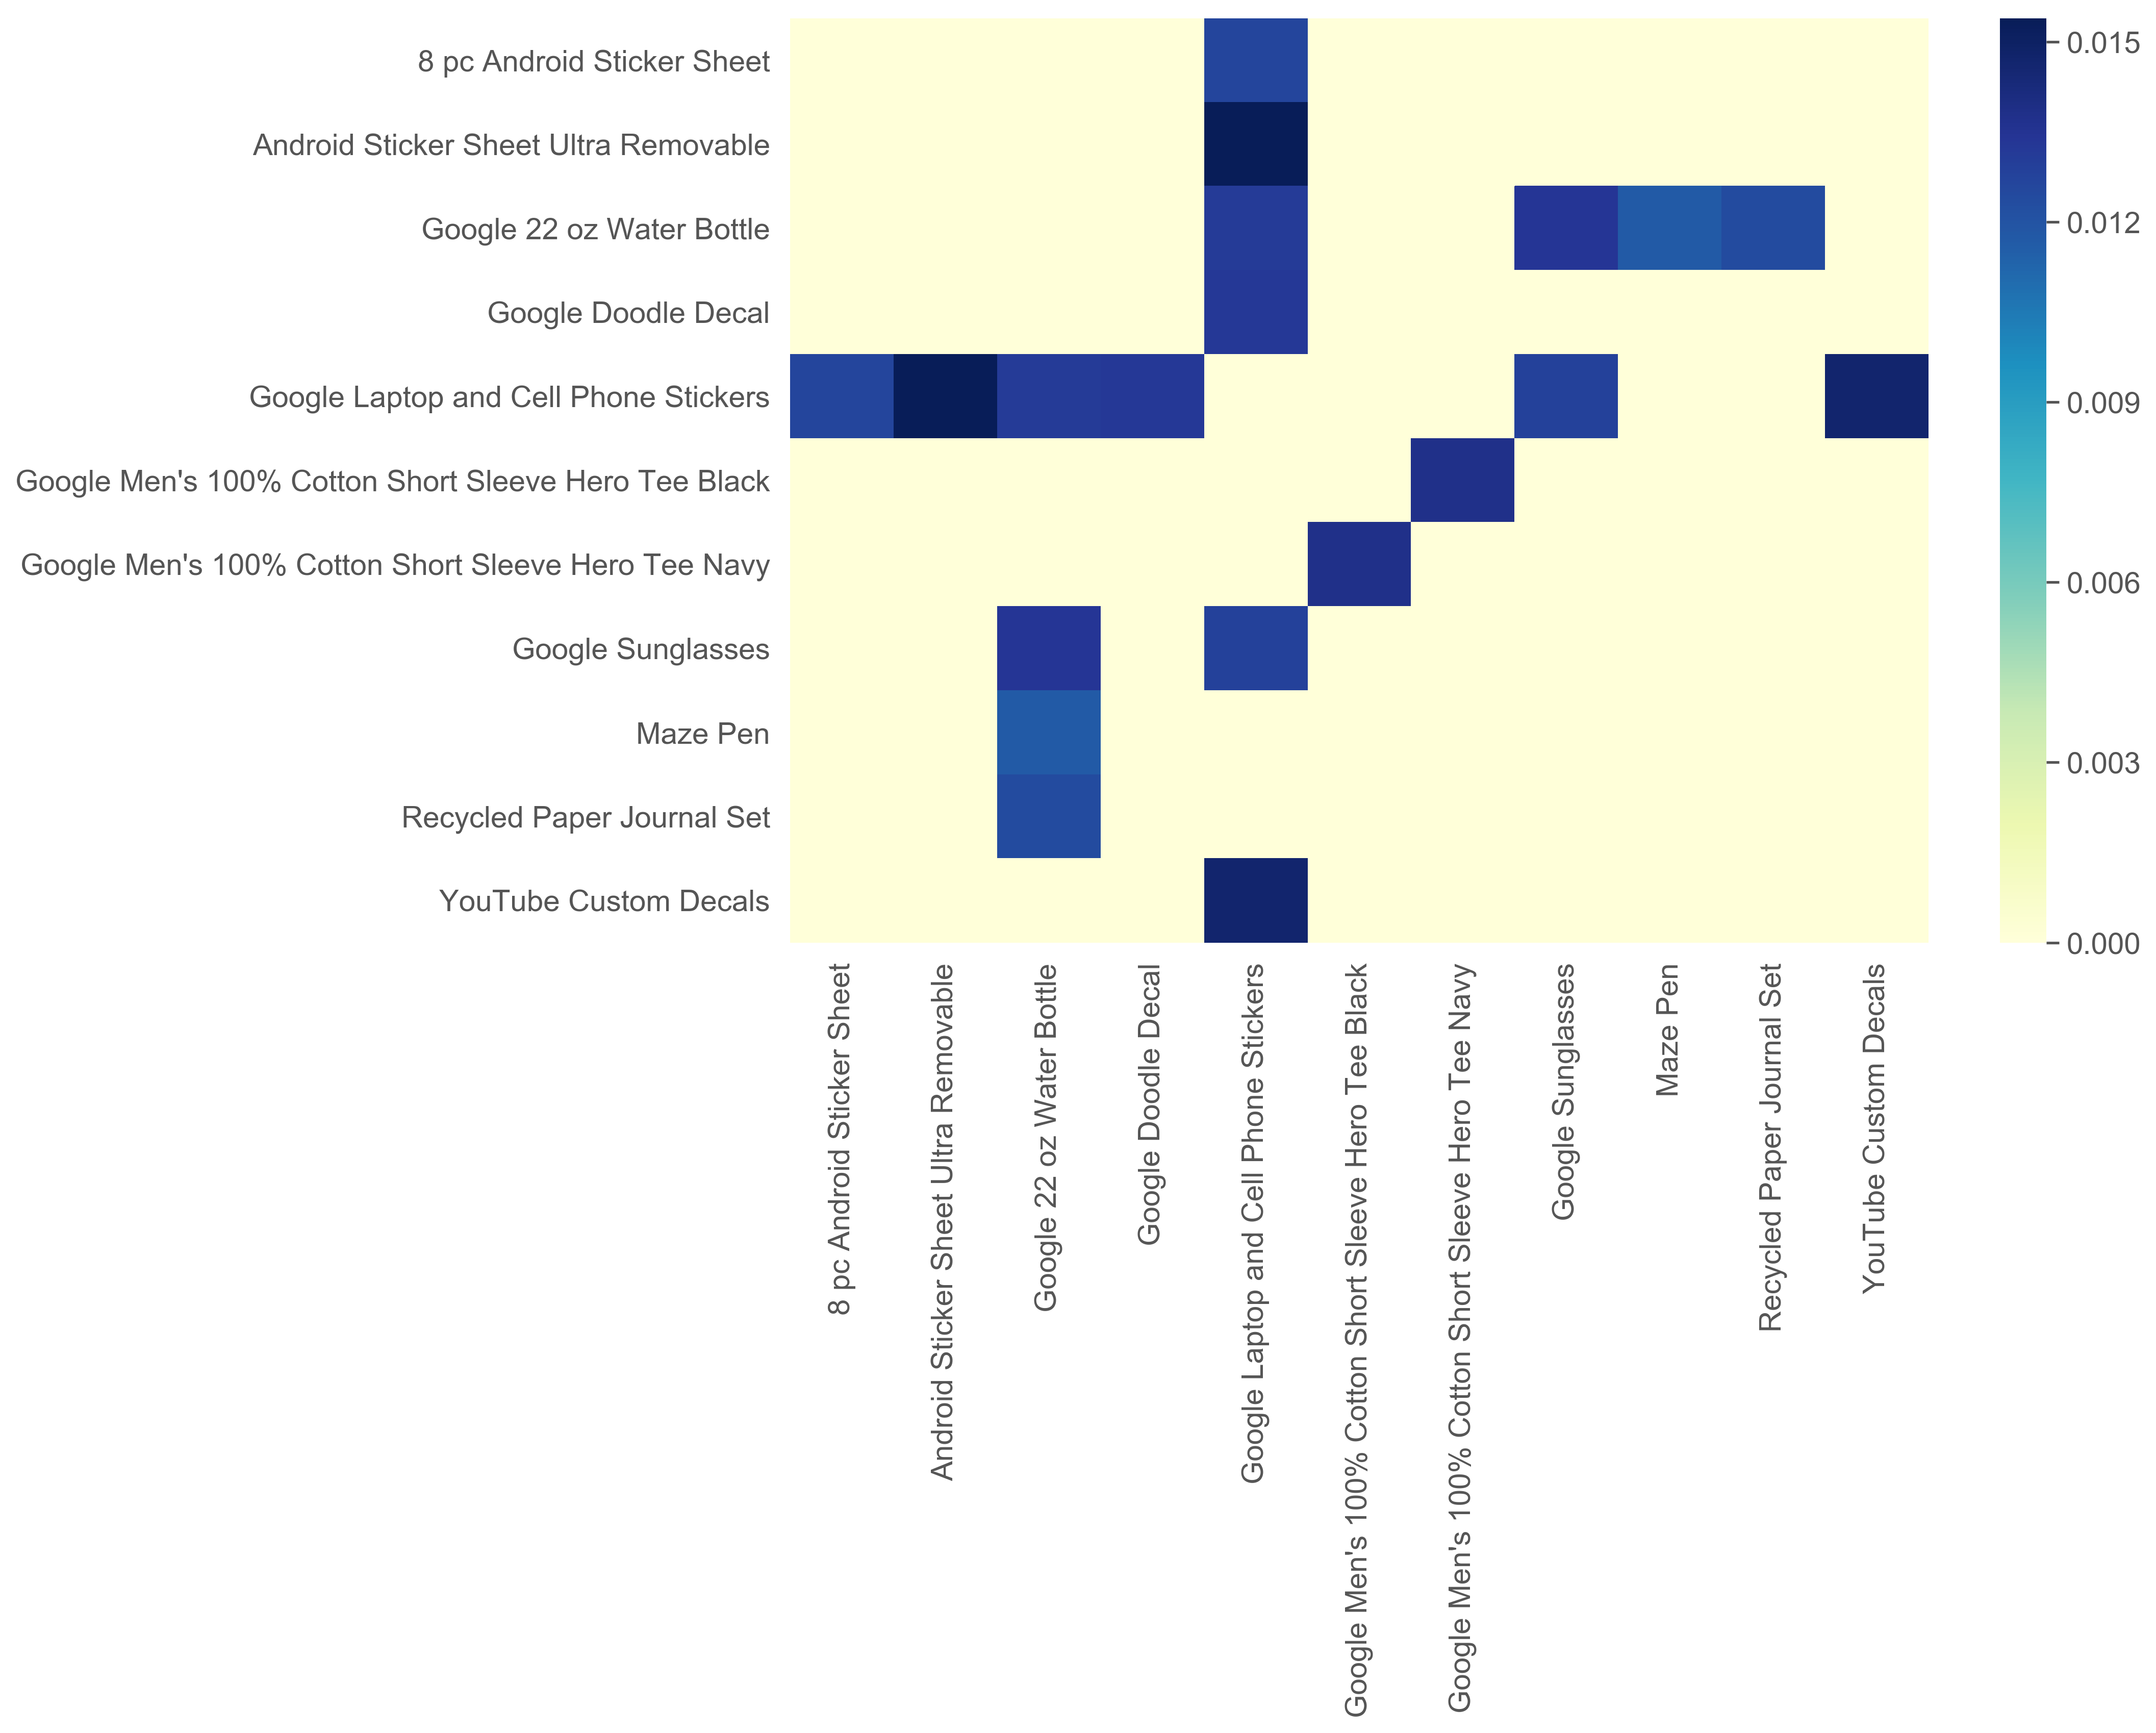 8 pc Android Sticker Sheet
Android Sticker Sheet Ultra Removable
Google 22 oz Water Bottle
Google Doodle Decal
Google Laptop and Cell Phone Stickers
Google Men's 100% Cotton Short Sleeve Hero Tee Black
Google Men's 100% Cotton Short Sleeve Hero Tee Navy
Google Sunglasses
Maze Pen
Recycled Paper Journal Set
YouTube Custom Decals
0.015
0.012
0.009
0.006
0.003
0.000
8 pc Android Sticker Sheet
Android Sticker Sheet Ultra Removable
Google 22 oz Water Bottle
Google Doodle Decal
Google Laptop and Cell Phone Stickers
Google Men's 100% Cotton Short Sleeve Hero Tee Black
Google Men's 100% Cotton Short Sleeve Hero Tee Navy
Google Sunglasses
Maze Pen
Recycled Paper Journal Set
YouTube Custom Decals